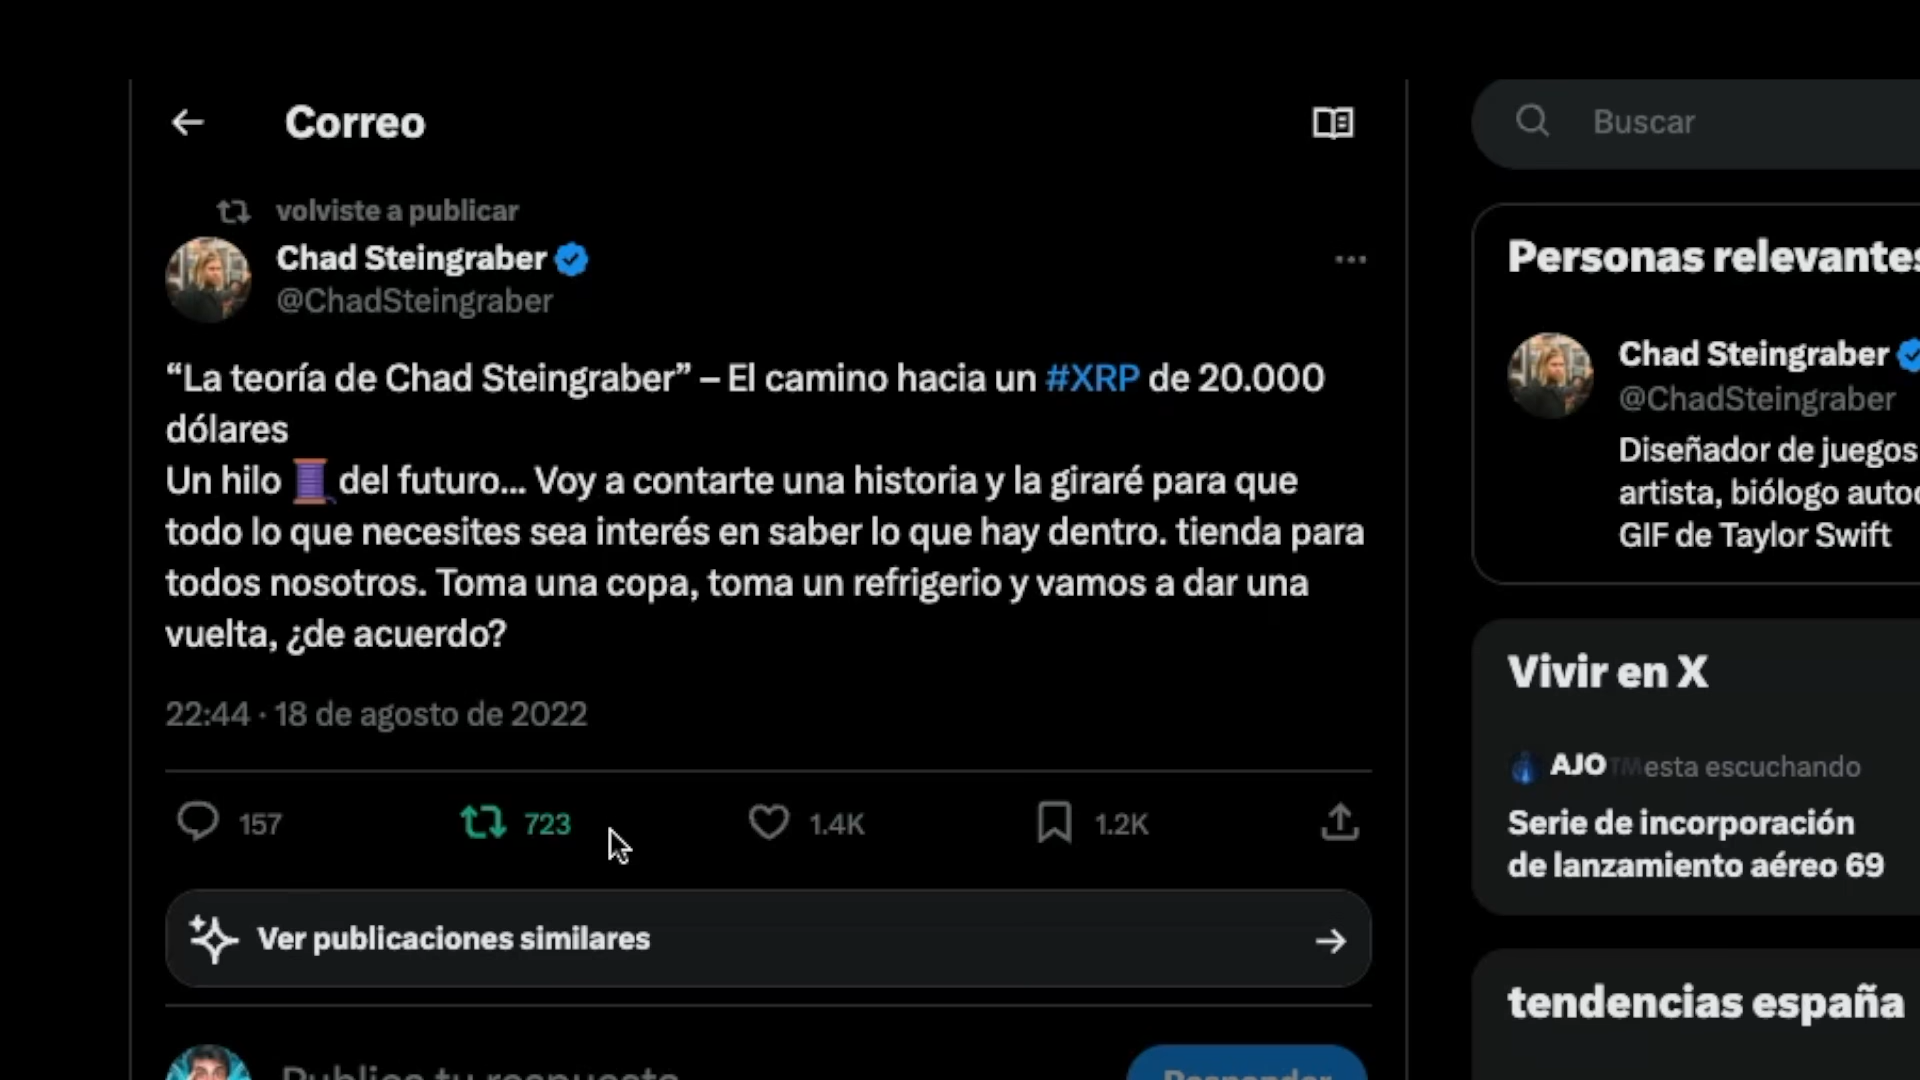 Correo
Buscar
volviste a publicar
Chad Steingraber
@ChadSteingraber
“La teoría de Chad Steingraber” – El camino hacia un #XRP de 20.000
dólares
Un hilo 🧵 del futuro... Voy a contarte una historia y la giraré para que
todo lo que necesites sea interés en saber lo que hay dentro. tienda para
todos nosotros. Toma una copa, toma un refrigerio y vamos a dar una
vuelta, ¿de acuerdo?
22:44 · 18 de agosto de 2022
157
723
1.4K
1.2K
Ver publicaciones similares
Publica tu respuesta
Responder
Personas relevantes
Chad Steingraber
@ChadSteingraber
Diseñador de juegos
artista, biólogo
GIF de Taylor Swift
Vivir en X
AJO™ esta escuchando
Serie de incorporación
de lanzamiento aéreo 69
tendencias españa